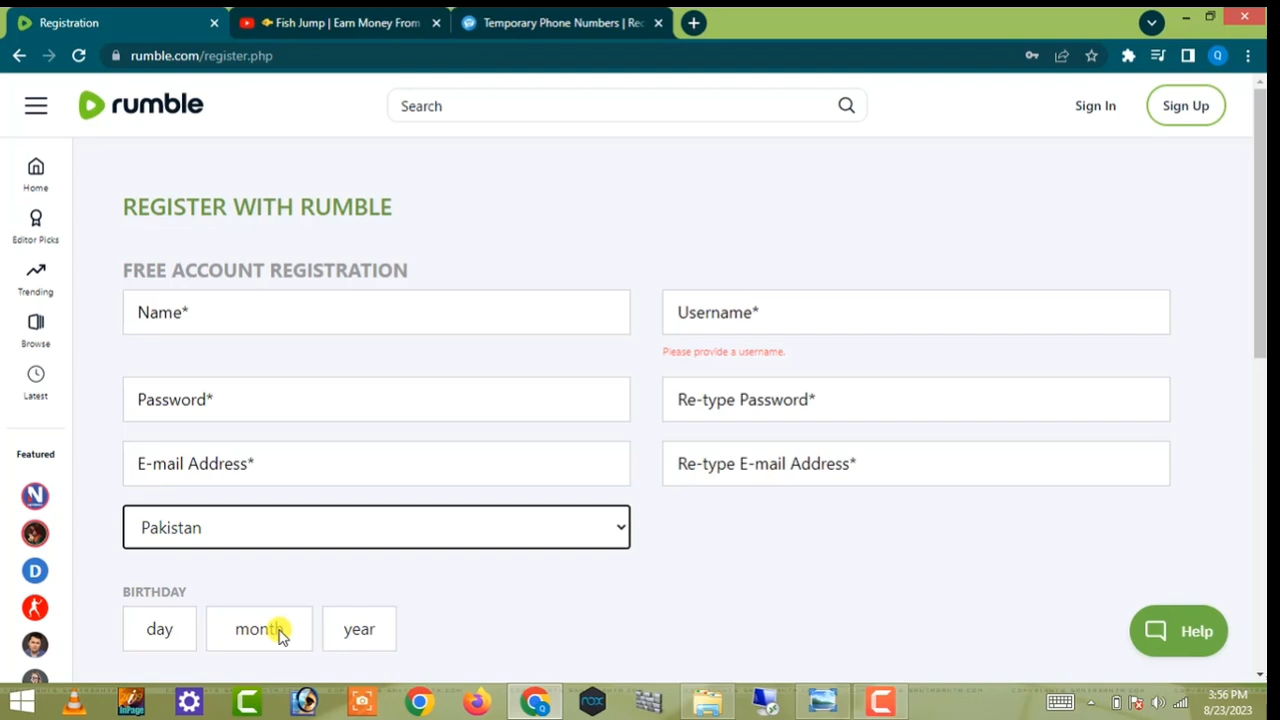 Registration
Fish Jump | Earn Money From
Temporary Phone Numbers | Rec
rumble.com/register.php
Q
rumble
Search
Sign In
Sign Up
Home
Editor Picks
Trending
Browse
Latest
Featured
N
D
REGISTER WITH RUMBLE
FREE ACCOUNT REGISTRATION
Name*
Username*
Please provide a username.
Password*
Re-type Password*
E-mail Address*
Re-type E-mail Address*
Pakistan
BIRTHDAY
day
month
year
Help
InPage
nox
3:56 PM
8/23/2023